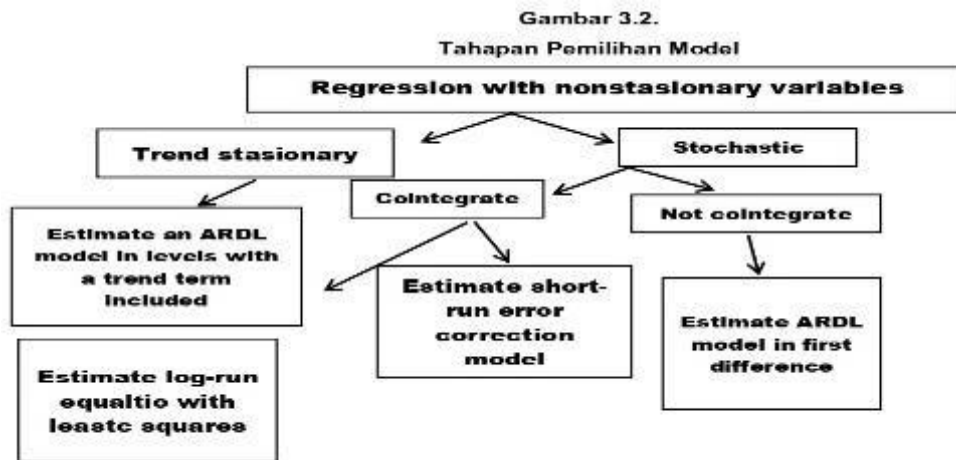 Gambar 3.2.
Tahapan Pemilihan Model
Regression with nonstasionary variables
Trend stasionary
Stochastic
Cointegrate
Not cointegrate
Estimate an ARDL
model in levels with
a trend term
included
Estimate short-
run error
correction
model
Estimate ARDL
model in first
difference
Estimate log-run
equaltio with
leastc squares